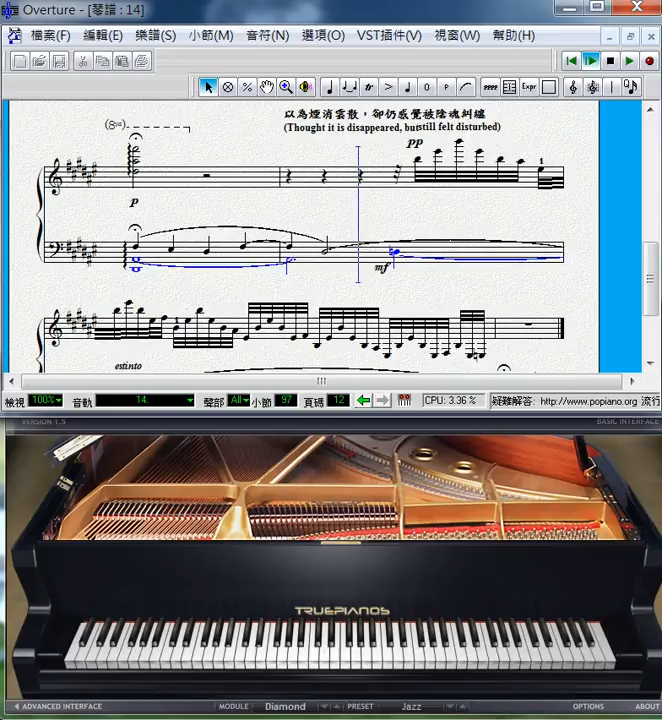 Overture - [琴譜 : 14]
檔案(F) 編輯(E) 樂譜(S) 小節(M) 音符(N) 選項(O) VST插件(V) 視窗(W) 幫助(H)
tr Expr
以為煙消雲散，卻仍感覺被陰魂糾纏
(Thought it is disappeared, butstill felt disturbed)
(8va)
pp
1
p
mf
1
estinto
檢視 100% 音軌 14. 聲部 All 小節 97 頁碼 12 CPU: 3.36 % 疑難解答: http://www.popiano.org 流行
VERSION 1.5 BASIC INTERFACE
TRUEPIANOS
ADVANCED INTERFACE MODULE Diamond PRESET Jazz OPTIONS ABOUT